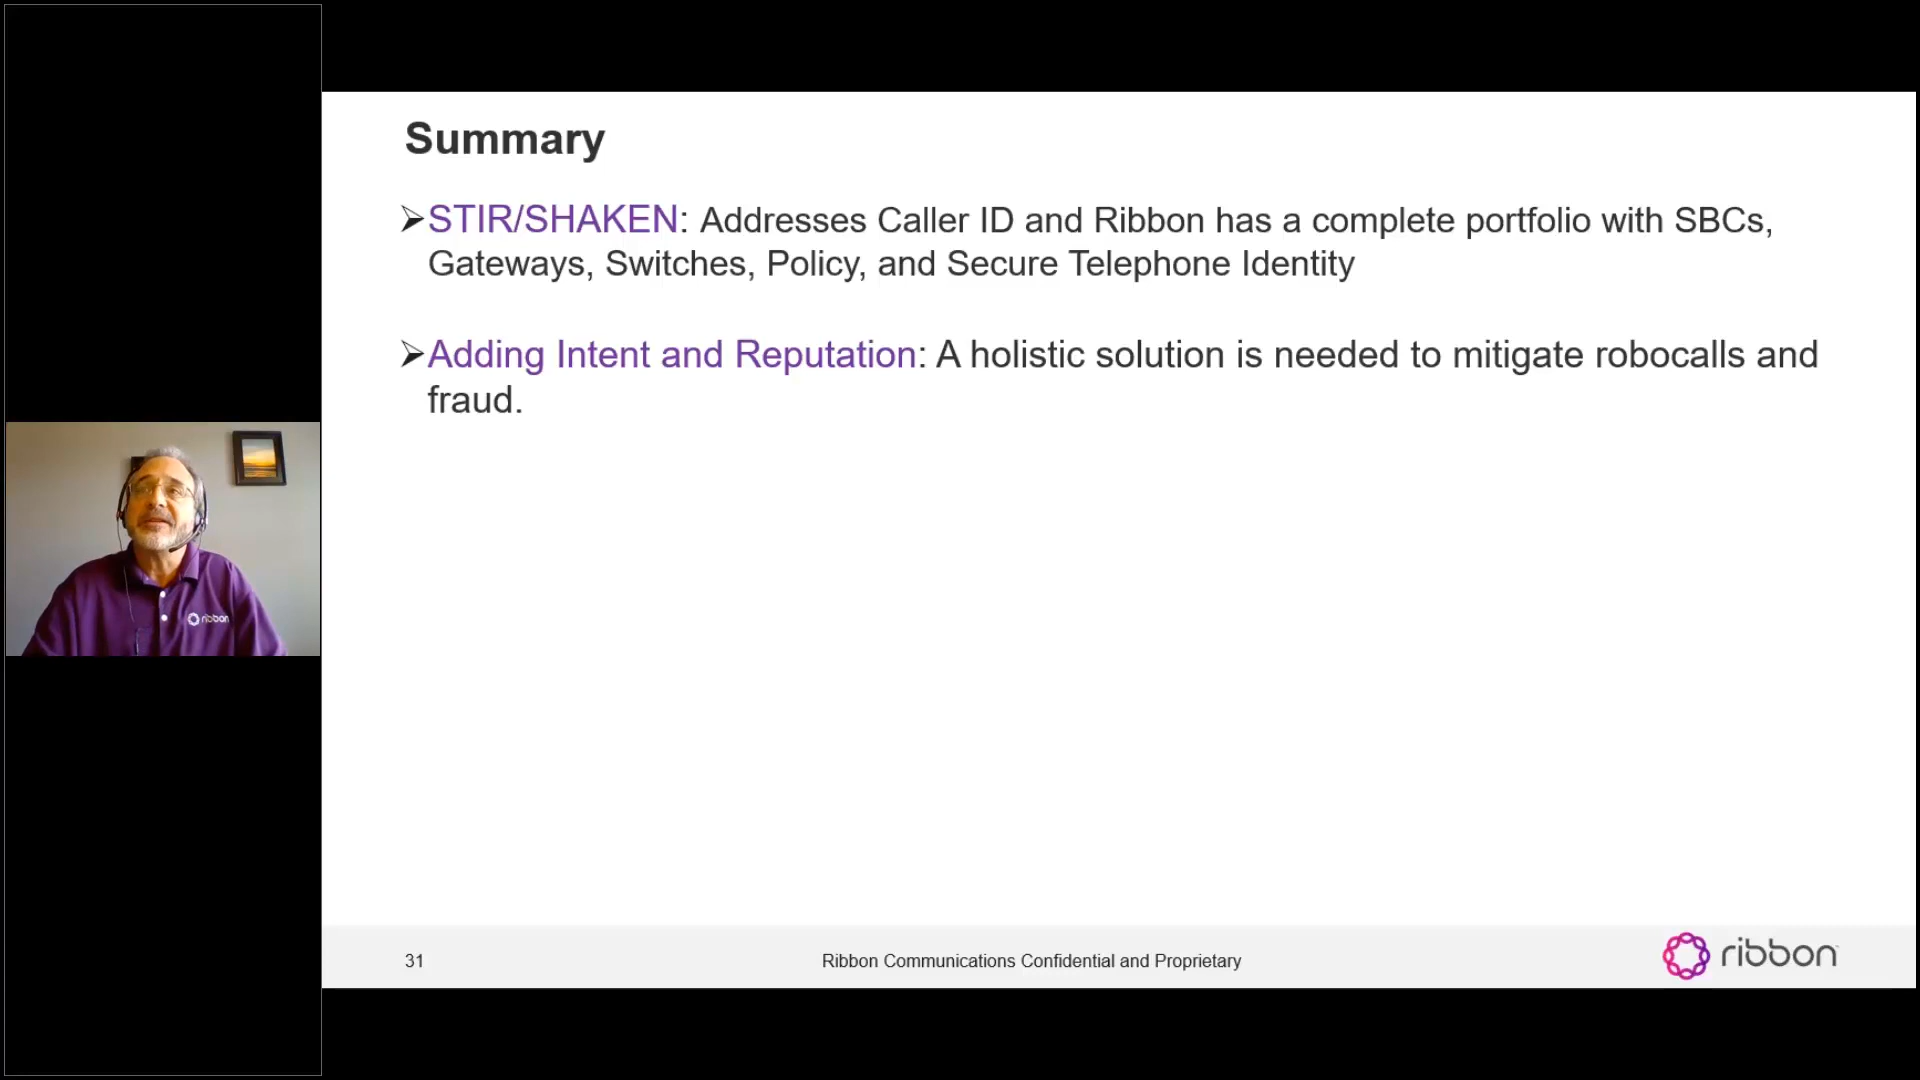 Summary
➢STIR/SHAKEN: Addresses Caller ID and Ribbon has a complete portfolio with SBCs,
Gateways, Switches, Policy, and Secure Telephone Identity
➢Adding Intent and Reputation: A holistic solution is needed to mitigate robocalls and
fraud.
ribbon
31
Ribbon Communications Confidential and Proprietary
ribbon